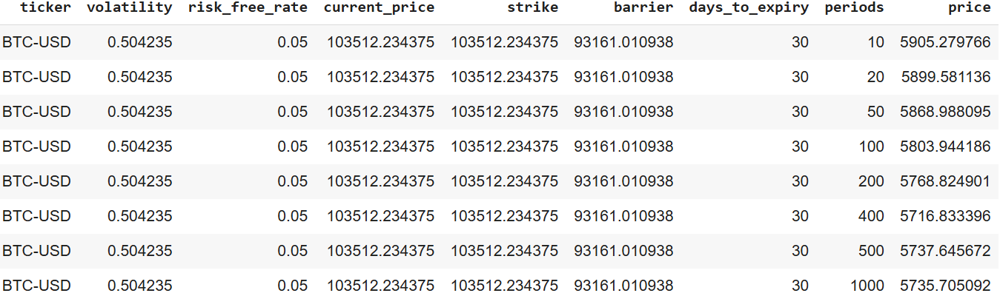 ticker volatility risk_free_rate current_price strike barrier days_to_expiry periods price
BTC-USD 0.504235 0.05 103512.234375 103512.234375 93161.010938 30 10 5905.279766
BTC-USD 0.504235 0.05 103512.234375 103512.234375 93161.010938 30 20 5899.581136
BTC-USD 0.504235 0.05 103512.234375 103512.234375 93161.010938 30 50 5868.988095
BTC-USD 0.504235 0.05 103512.234375 103512.234375 93161.010938 30 100 5803.944186
BTC-USD 0.504235 0.05 103512.234375 103512.234375 93161.010938 30 200 5768.824901
BTC-USD 0.504235 0.05 103512.234375 103512.234375 93161.010938 30 400 5716.833396
BTC-USD 0.504235 0.05 103512.234375 103512.234375 93161.010938 30 500 5737.645672
BTC-USD 0.504235 0.05 103512.234375 103512.234375 93161.010938 30 1000 5735.705092